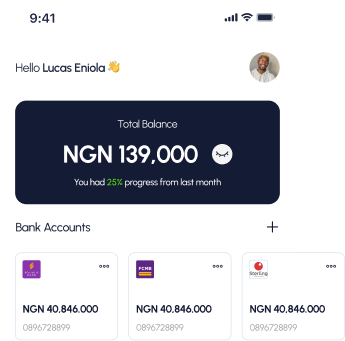 9:41
Hello Lucas Eniola 👋
Total Balance
NGN 139,000
You had 25% progress from last month
Bank Accounts
FCMB
Sterling
NGN 40,846.000
NGN 40,846.000
NGN 40,846.000
0896728899
0896728899
0896728899